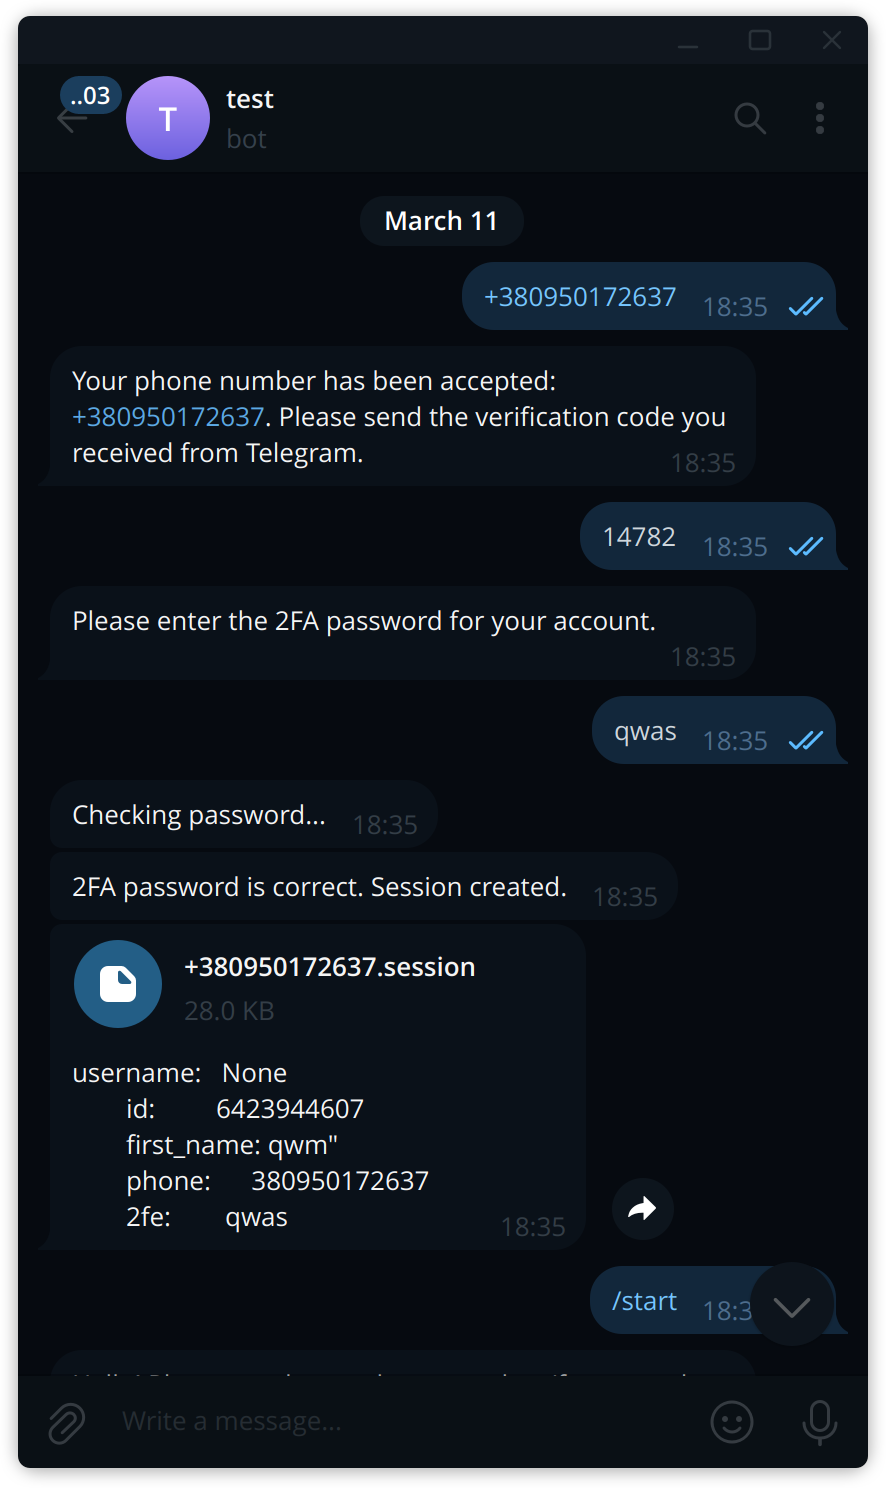 ..03
T
test
bot
March 11
+380950172637 18:35
Your phone number has been accepted:
+380950172637. Please send the verification code you
received from Telegram.
18:35
14782 18:35
Please enter the 2FA password for your account.
18:35
qwas 18:35
Checking password... 18:35
2FA password is correct. Session created. 18:35
+380950172637.session
28.0 KB
username: None
id: 6423944607
first_name: qwm"
phone: 380950172637
2fe: qwas
18:35
/start 18:3
Write a message...